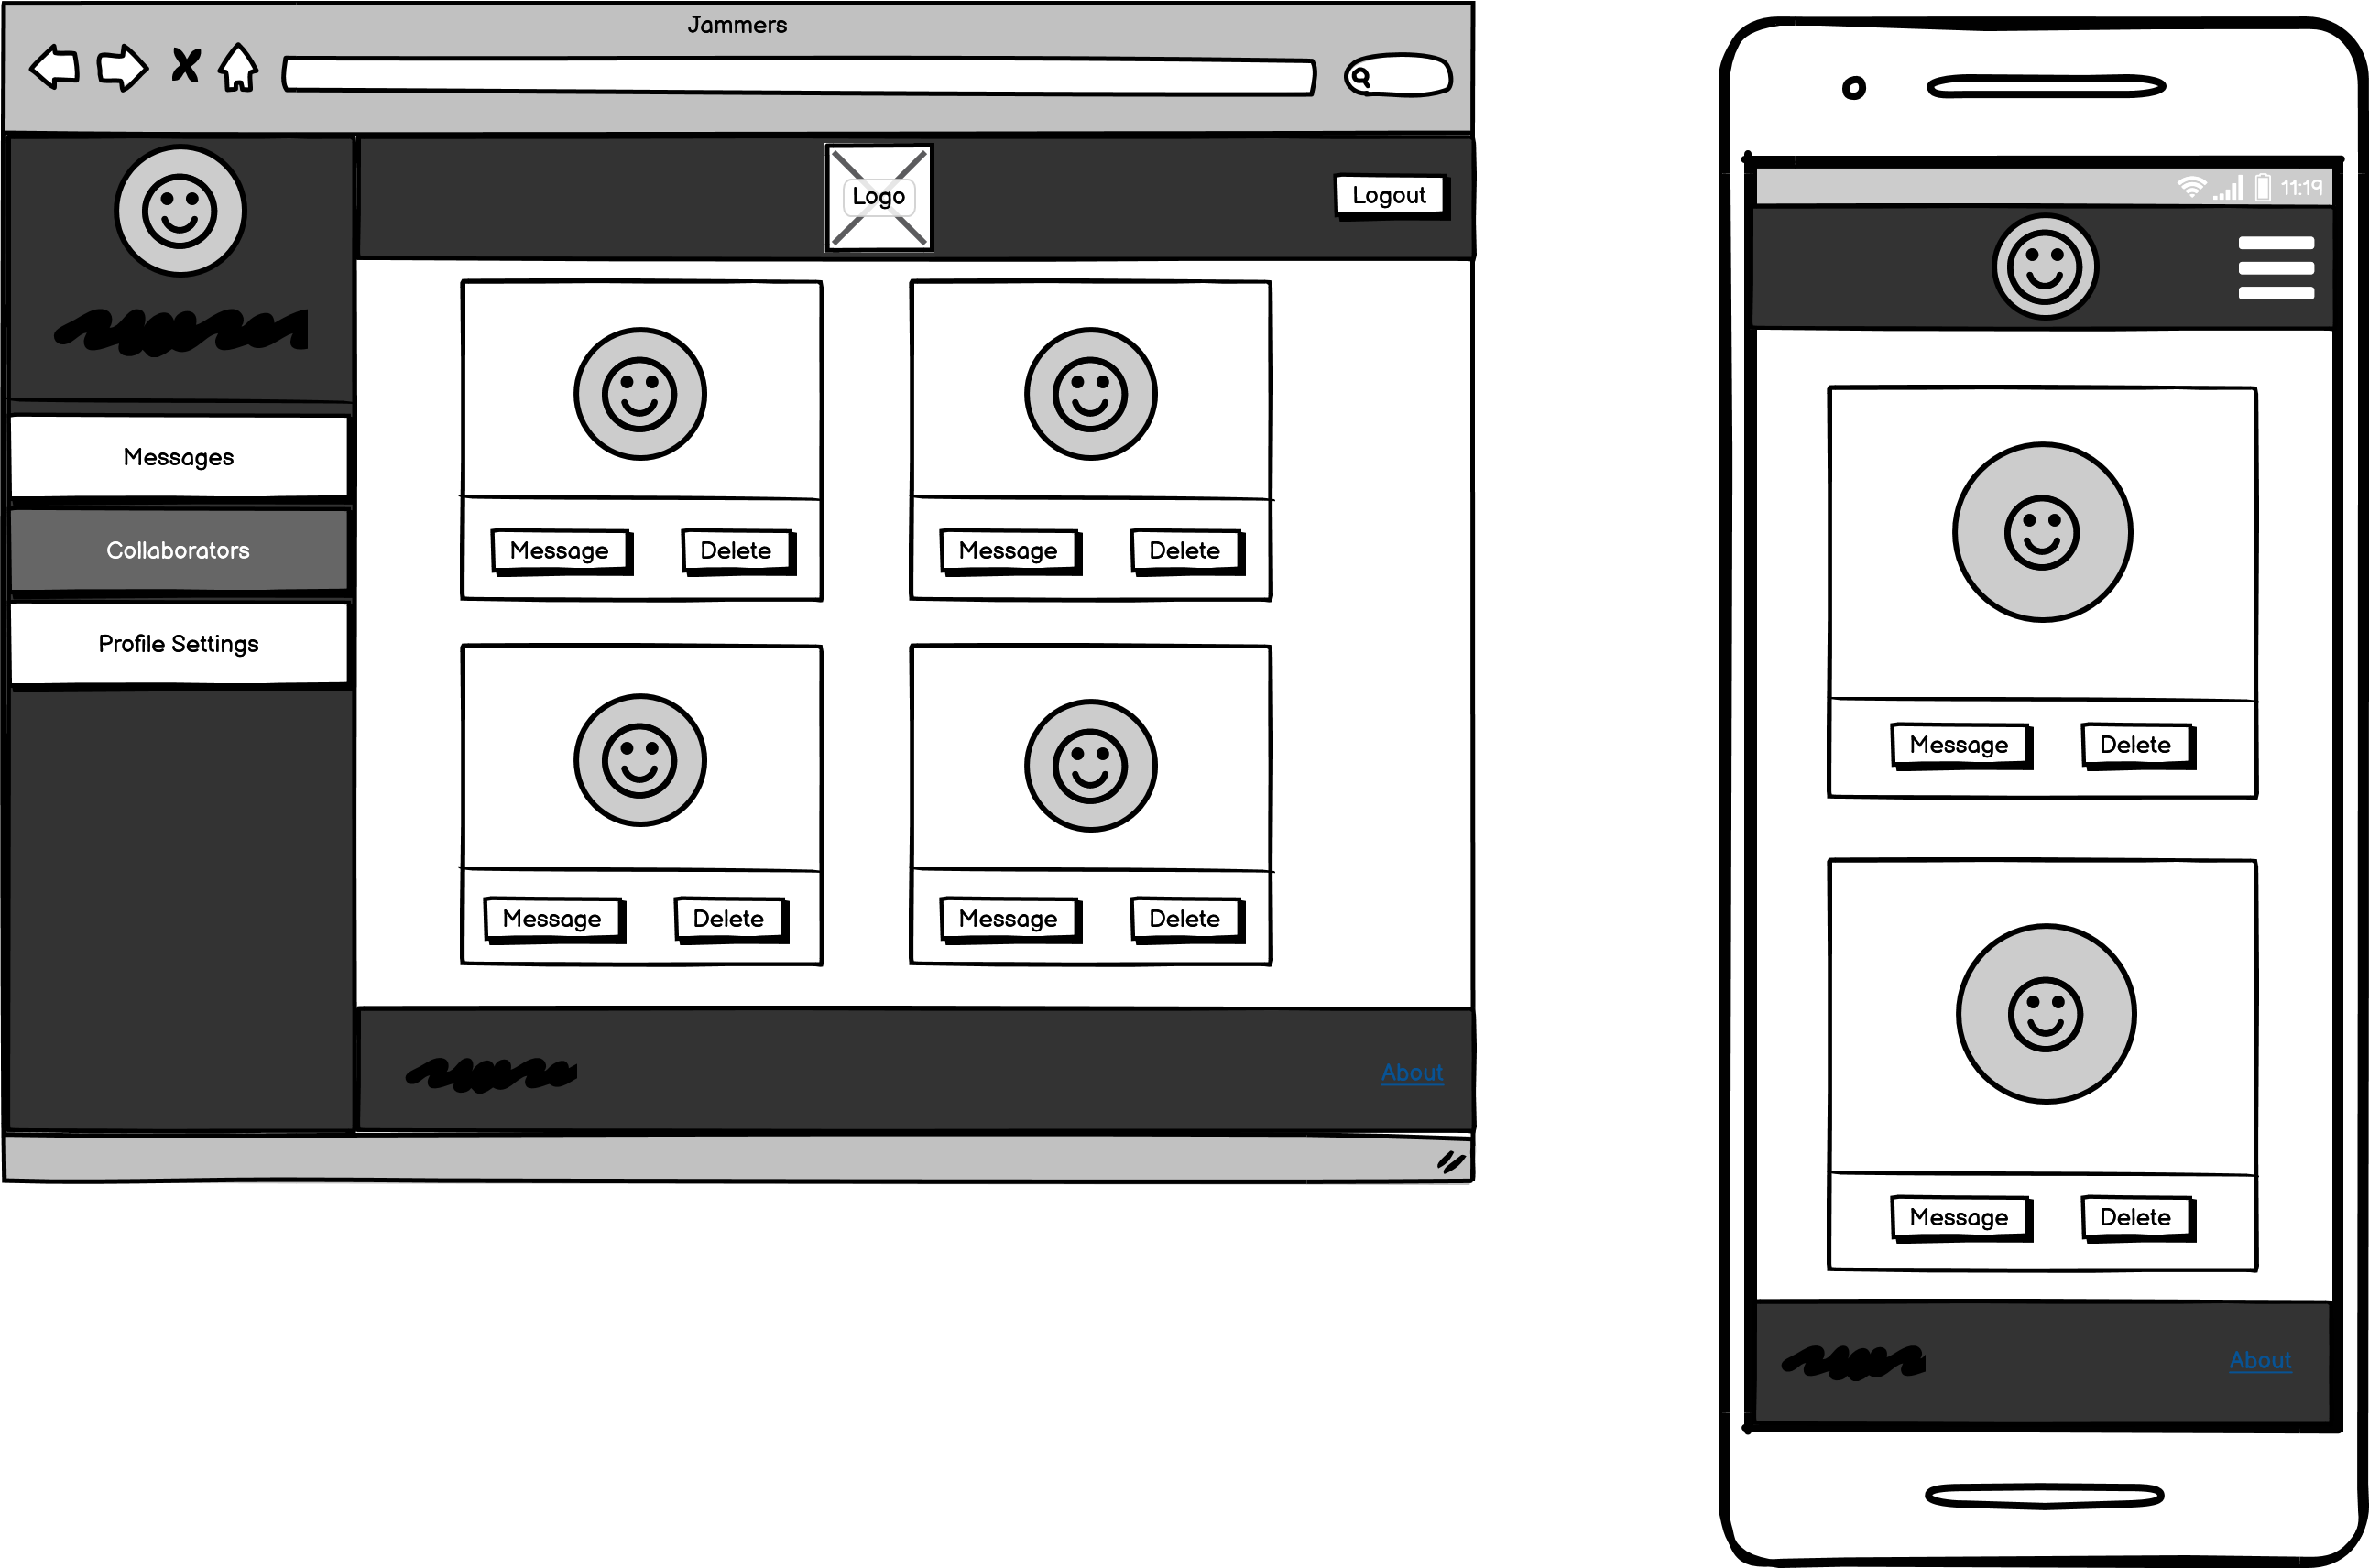 Jammers
Logo
Logout
Messages
Collaborators
Profile Settings
Message Delete
Message Delete
Message Delete
Message Delete
About
11:19
Message Delete
Message Delete
About